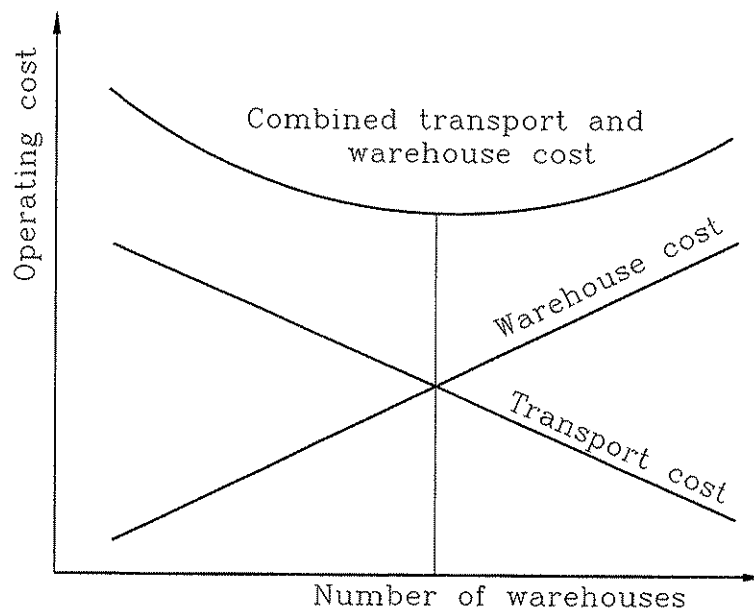 Operating cost
Combined transport and
warehouse cost
Warehouse cost
Transport cost
Number of warehouses